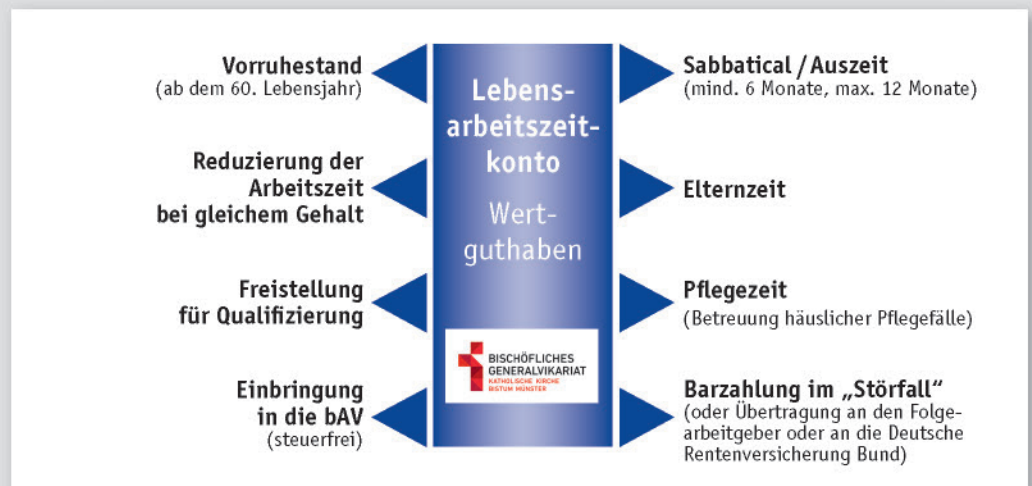 Vorruhestand
(ab dem 60. Lebensjahr)
Reduzierung der
Arbeitszeit
bei gleichem Gehalt
Freistellung
für Qualifizierung
Einbringung
in die bAV
(steuerfrei)
Lebens-
arbeitszeit-
konto
Wert-
guthaben
BISCHÖFLICHES
GENERALVIKARIAT
KATHOLISCHE KIRCHE
BISTUM MÜNSTER
Sabbatical / Auszeit
(mind. 6 Monate, max. 12 Monate)
Elternzeit
Pflegezeit
(Betreuung häuslicher Pflegefälle)
Barzahlung im „Störfall“
(oder Übertragung an den Folge-
arbeitgeber oder an die Deutsche
Rentenversicherung Bund)